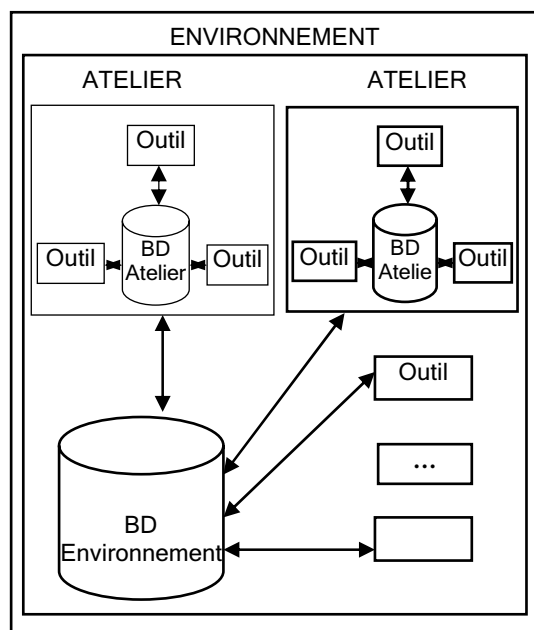 ENVIRONNEMENT
ATELIER
ATELIER
Outil
BD
Atelier
Outil
Outil
Outil
BD
Atelie
Outil
Outil
Outil
...
BD
Environnement